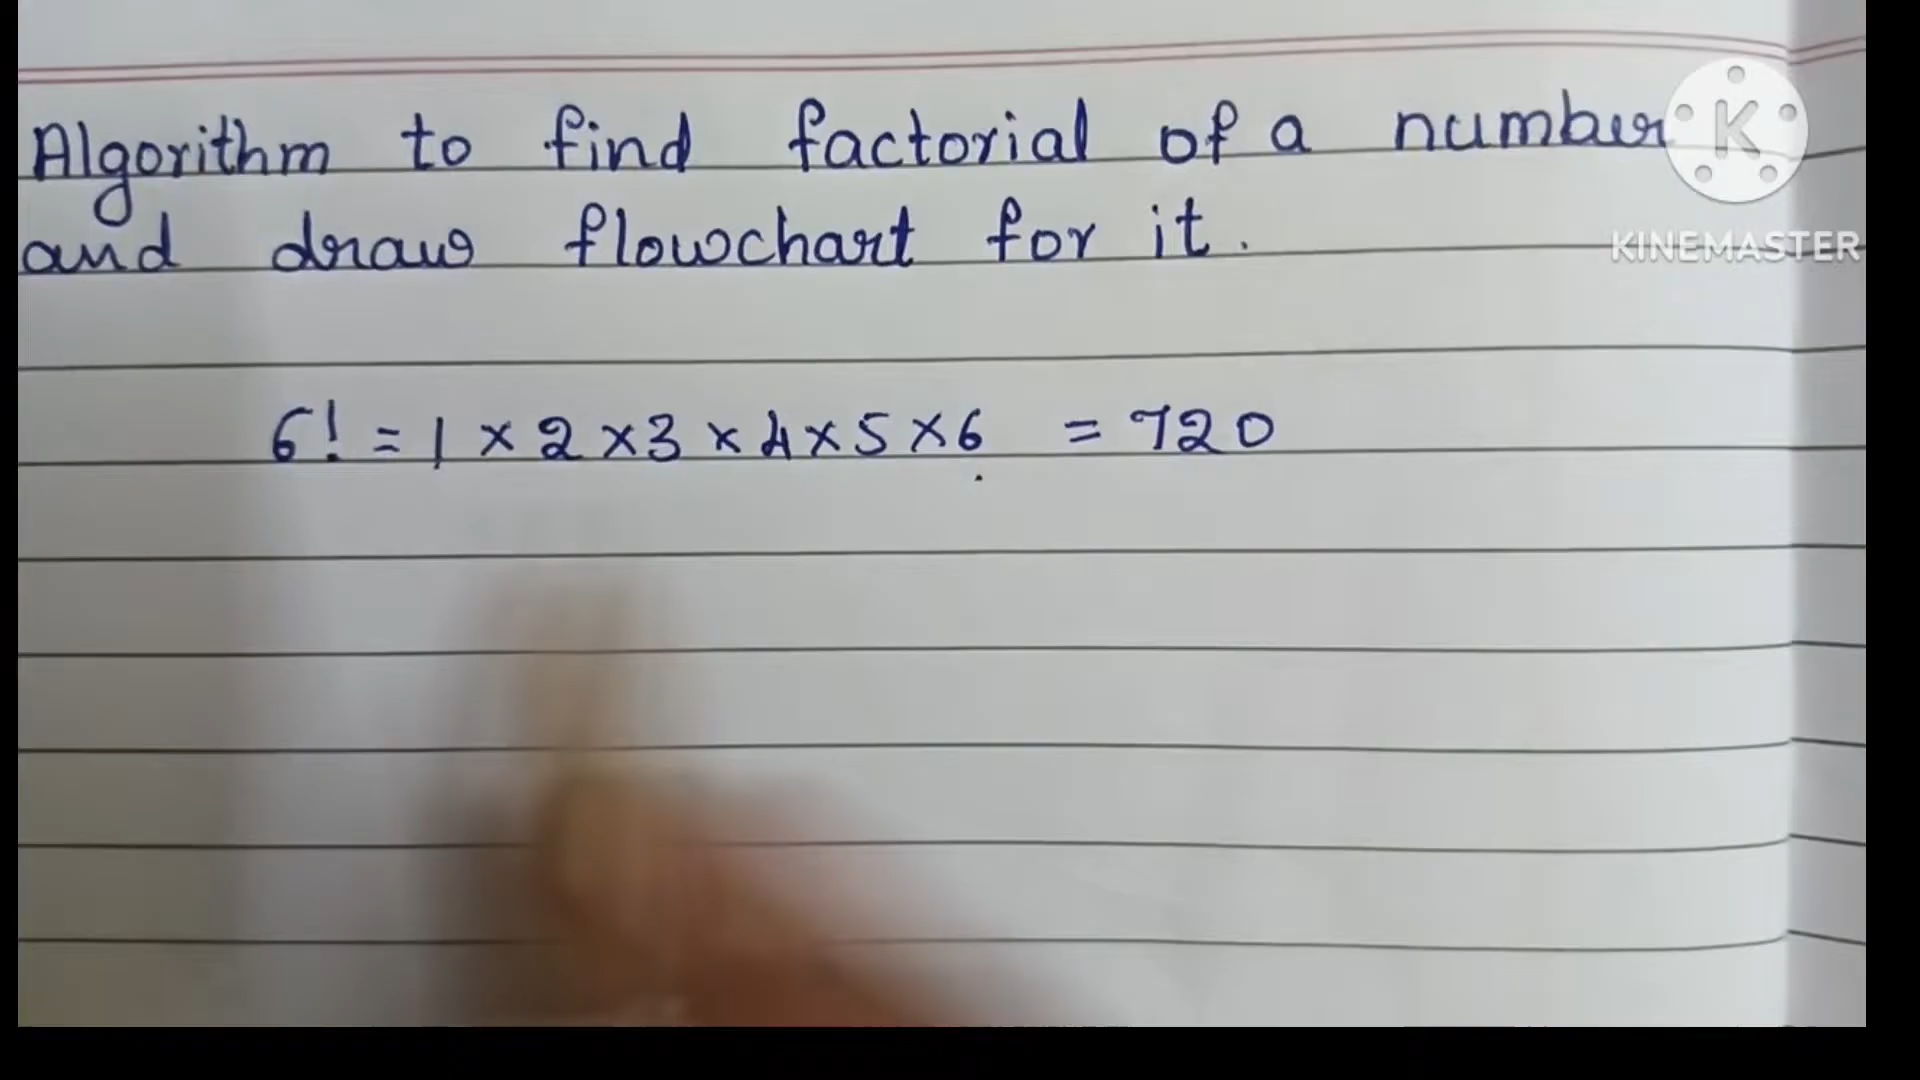 Algorithm to find factorial of a number
and draw flowchart for it.
K
KINEMASTER
6! = 1 × 2 × 3 × 4 × 5 × 6 = 720